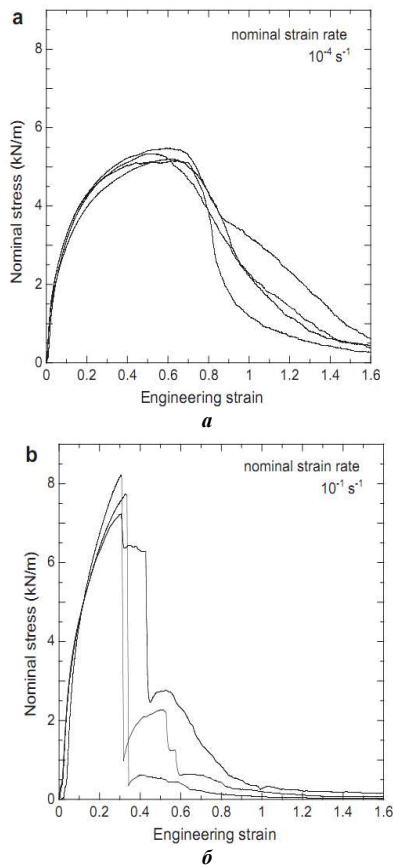 a
nominal strain rate
10⁻⁴ s⁻¹
Nominal stress (kN/m)
8
6
4
2
0
0 0.2 0.4 0.6 0.8 1.0 1.2 1.4 1.6
Engineering strain
а
b
nominal strain rate
10⁻¹ s⁻¹
Nominal stress (kN/m)
8
6
4
2
0
0 0.2 0.4 0.6 0.8 1.0 1.2 1.4 1.6
Engineering strain
б